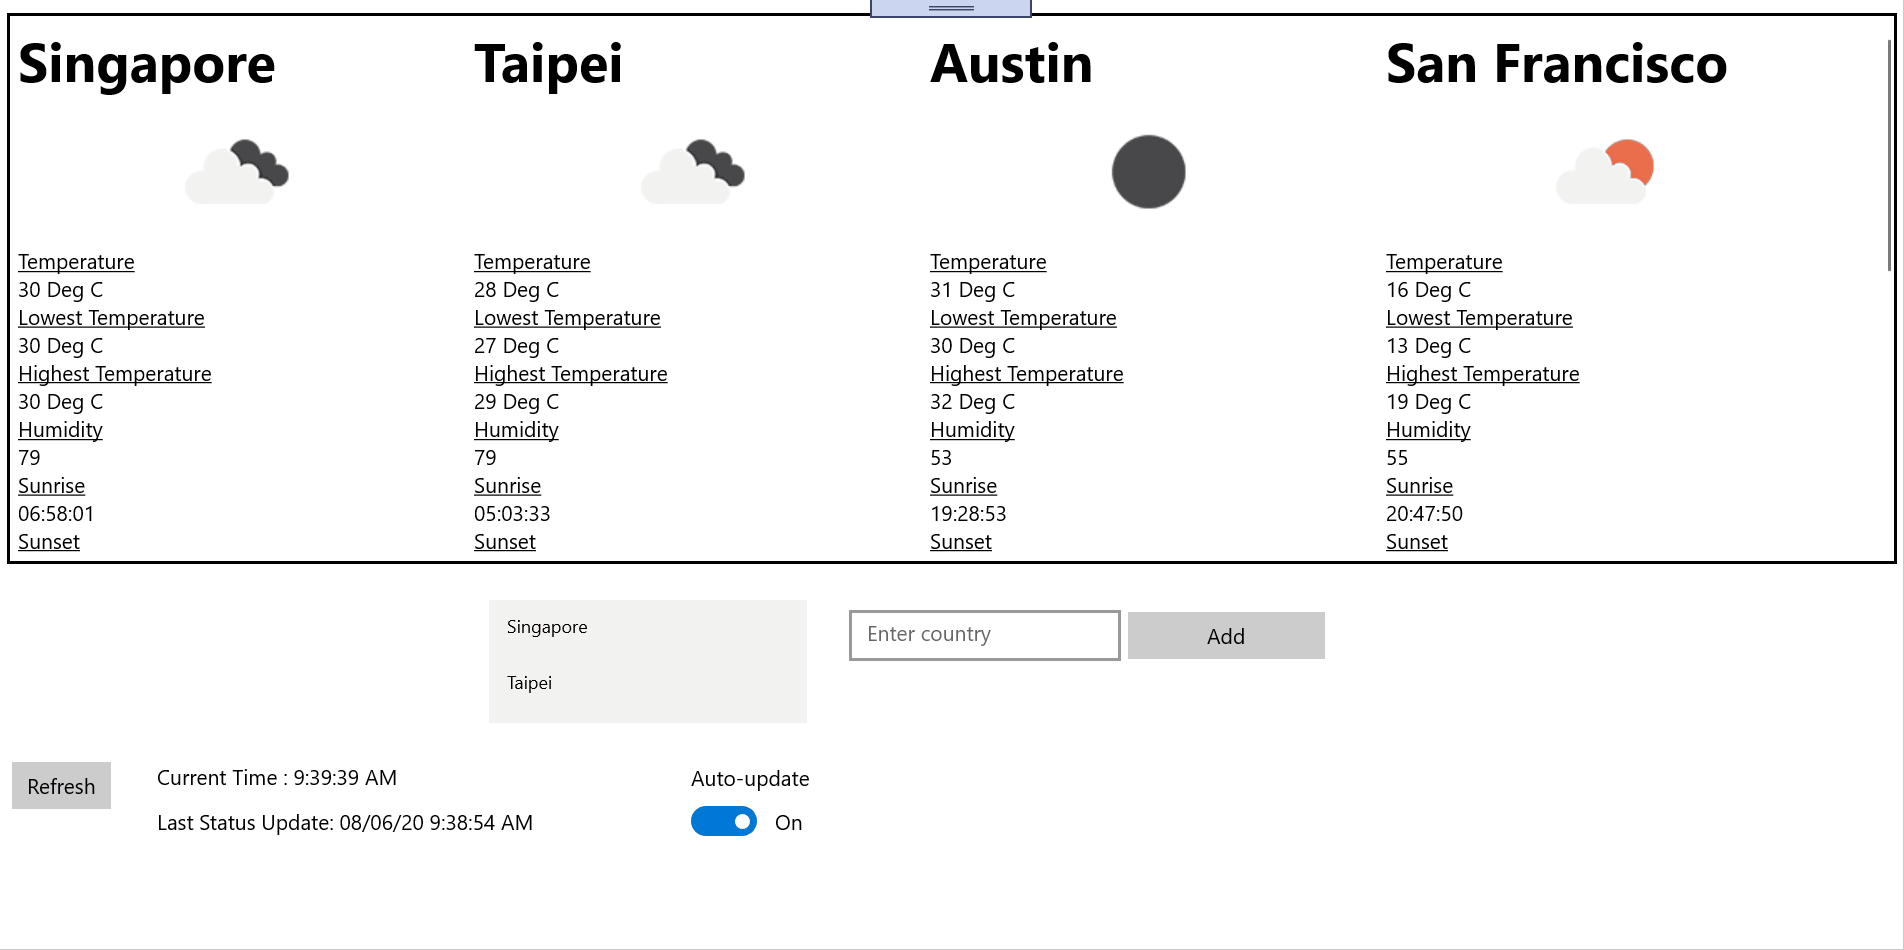 Singapore Taipei Austin San Francisco
Temperature Temperature Temperature Temperature
30 Deg C 28 Deg C 31 Deg C 16 Deg C
Lowest Temperature Lowest Temperature Lowest Temperature Lowest Temperature
30 Deg C 27 Deg C 30 Deg C 13 Deg C
Highest Temperature Highest Temperature Highest Temperature Highest Temperature
30 Deg C 29 Deg C 32 Deg C 19 Deg C
Humidity Humidity Humidity Humidity
79 79 53 55
Sunrise Sunrise Sunrise Sunrise
06:58:01 05:03:33 19:28:53 20:47:50
Sunset Sunset Sunset Sunset
Singapore
Taipei
Enter country Add
Refresh
Current Time : 9:39:39 AM
Last Status Update: 08/06/20 9:38:54 AM
Auto-update
On